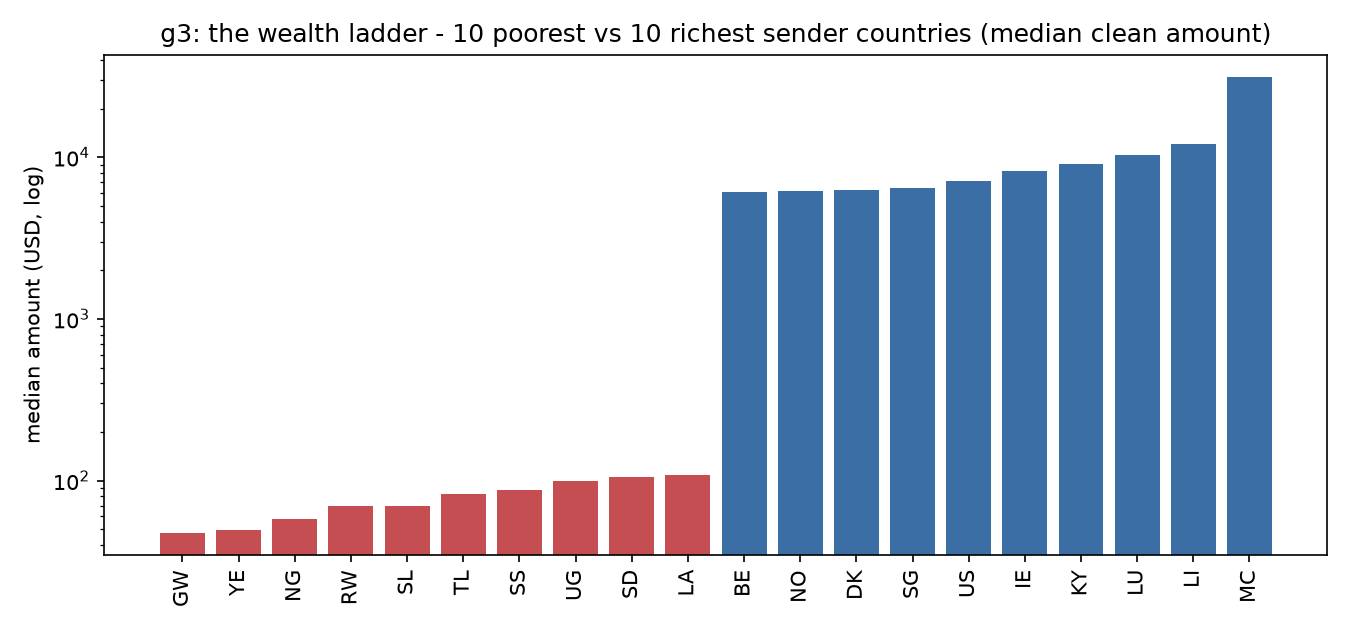 g3: the wealth ladder - 10 poorest vs 10 richest sender countries (median clean amount)
median amount (USD, log)
10⁴
10³
10²
GW YE NG RW SL TL SS UG SD LA BE NO DK SG US IE KY LU LI MC